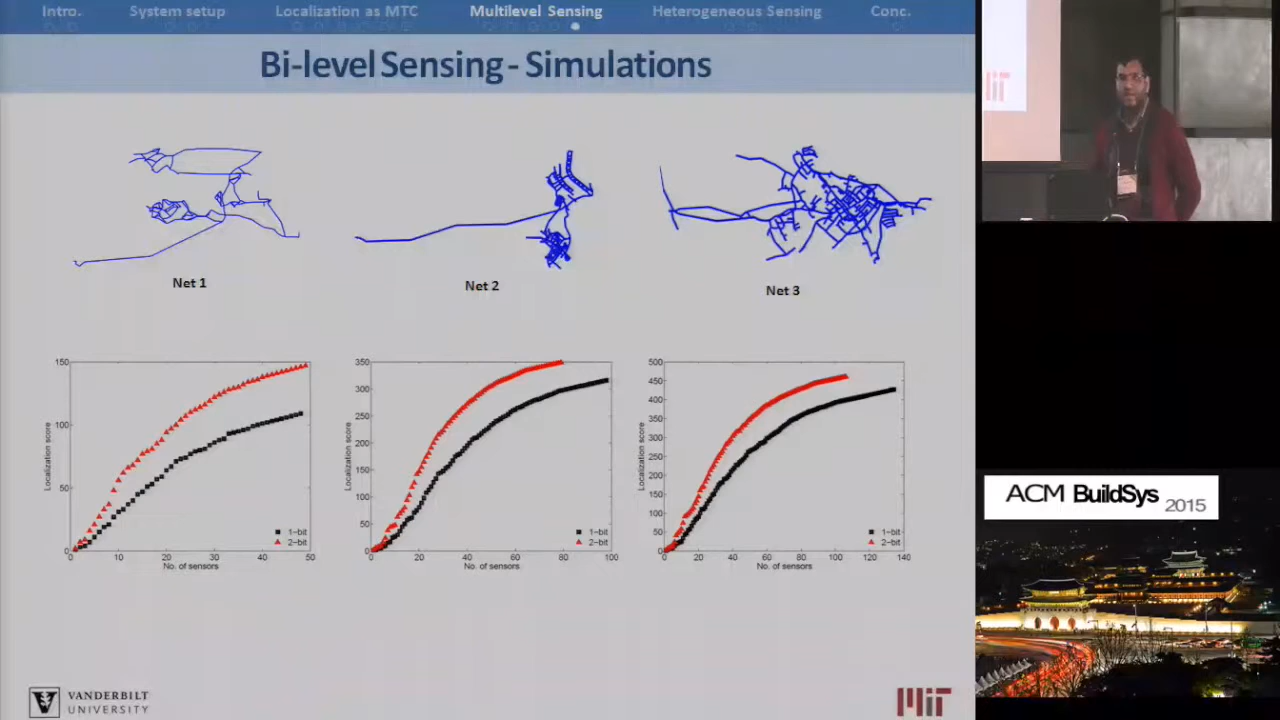 Intro. System setup Localization as MTC Multilevel Sensing Heterogeneous Sensing Conc.
Bi-level Sensing - Simulations
Net 1
Net 2
Net 3
150
100
50
0
0 10 20 30 40 50
Localization score
No. of sensors
1-bit
2-bit
350
300
250
200
150
100
50
0
0 20 40 60 80 100
Localization score
No. of sensors
1-bit
2-bit
500
450
400
350
300
250
200
150
100
50
0
0 20 40 60 80 100 120 140
Localization score
No. of sensors
1-bit
2-bit
VANDERBILT
UNIVERSITY
MIT
MIT
ACM BuildSys 2015